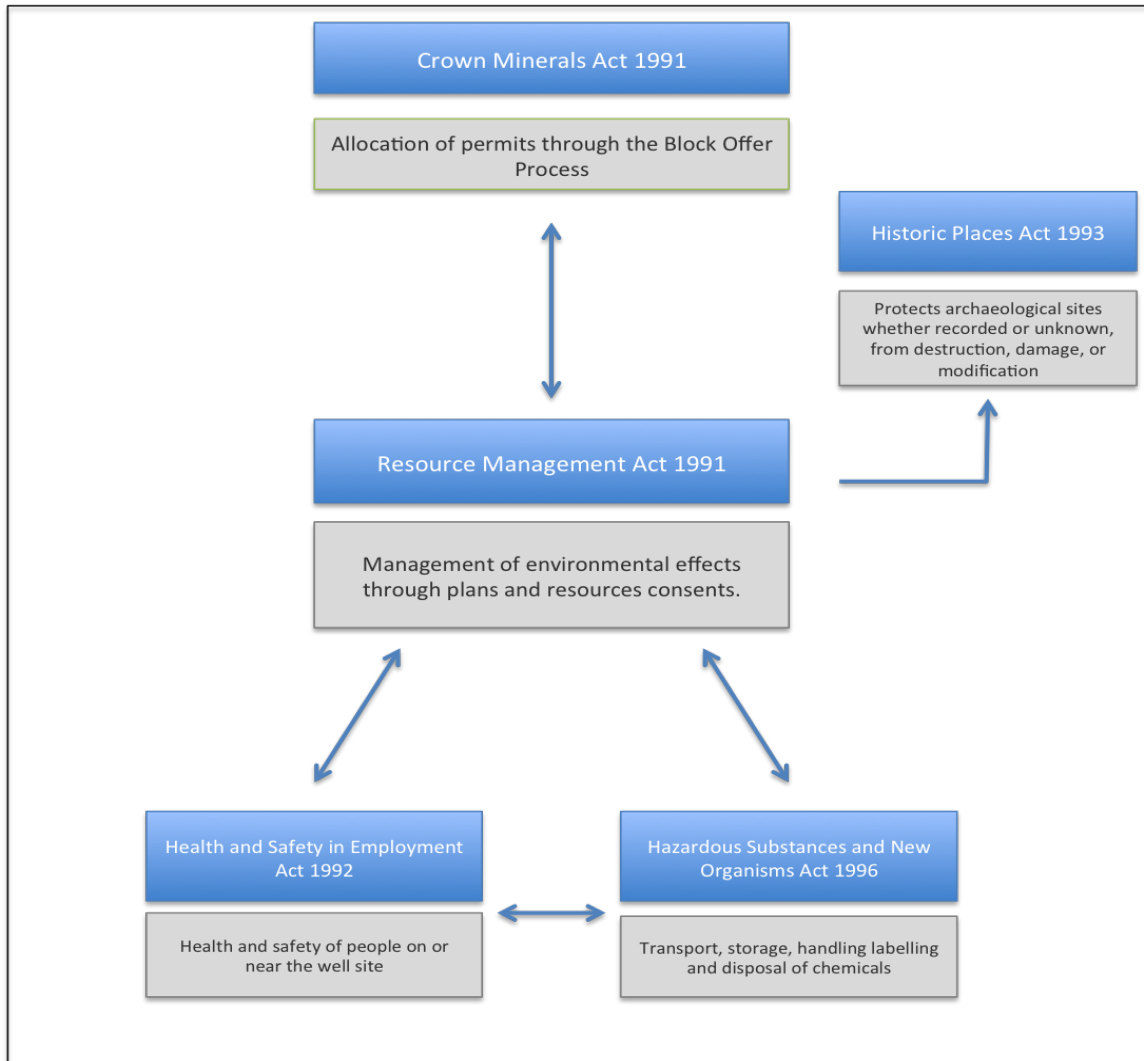 Crown Minerals Act 1991
Allocation of permits through the Block Offer
Process
Historic Places Act 1993
Protects archaeological sites
whether recorded or unknown,
from destruction, damage, or
modification
Resource Management Act 1991
Management of environmental effects
through plans and resources consents.
Health and Safety in Employment
Act 1992
Health and safety of people on or
near the well site
Hazardous Substances and New
Organisms Act 1996
Transport, storage, handling labelling
and disposal of chemicals